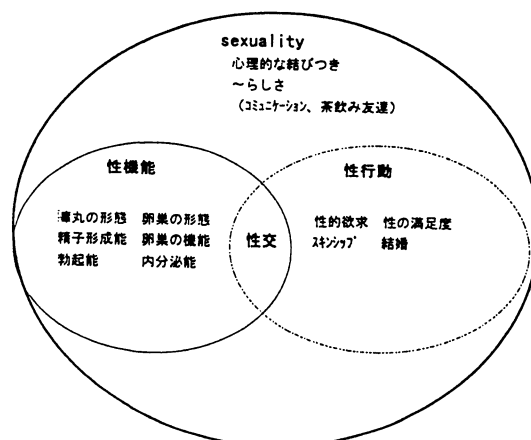 sexuality
心理的な結びつき
～らしさ
（コミュニケーション、茶飲み友達）
性機能
性行動
睾丸の形態 卵巣の形態
精子形成能 卵巣の機能
勃起能 内分泌能
性交
性的欲求 性の満足度
スキンシップ 結婚